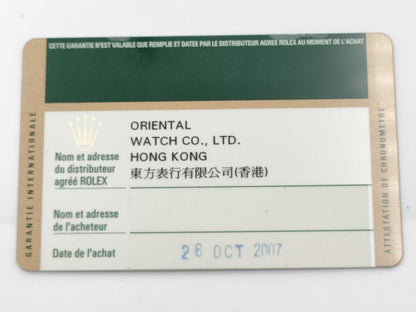 CETTE GARANTIE N'EST VALABLE QUE REMPLIE ET DATEE PAR LE DISTRIBUTEUR AGREE ROLEX AU MOMENT DE L'ACHAT
GARANTIE INTERNATIONALE
ORIENTAL
WATCH CO., LTD.
HONG KONG
東方表行有限公司(香港)
Nom et adresse
du distributeur
agréé ROLEX
Nom et adresse
de l'acheteur
Date de l'achat
26 OCT 2007
ATTESTATION DE CHRONOMETRE